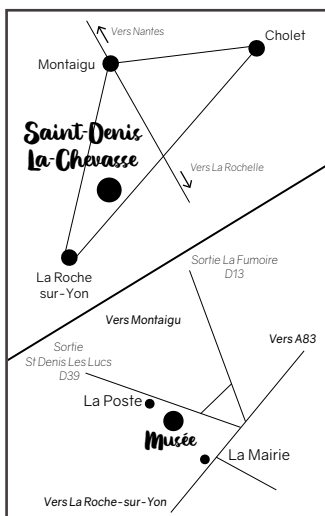 Vers Nantes
Cholet
Montaigu
Saint-Denis
La-Chevasse
Vers La Rochelle
La Roche
sur-Yon
Sortie La Fumoire
D13
Vers Montaigu
Vers A83
Sortie
St Denis Les Lucs
D39
La Poste
Musée
La Mairie
Vers La Roche-sur-Yon